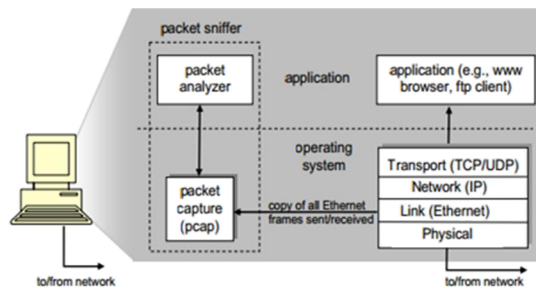 packet sniffer
packet
analyzer
application
application (e.g., www
browser, ftp client)
operating
system
packet
capture
(pcap)
copy of all Ethernet
frames sent/received
Transport (TCP/UDP)
Network (IP)
Link (Ethernet)
Physical
to/from network
to/from network